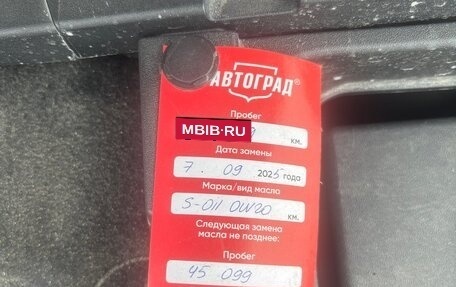 АВТОГРАД®
Пробег
MBIB·RU
км.
Дата замены
7. 09 2025 года
Марка/вид масла
S-OIL 0W20 км.
Следующая замена
масла не позднее:
Пробег
45 099